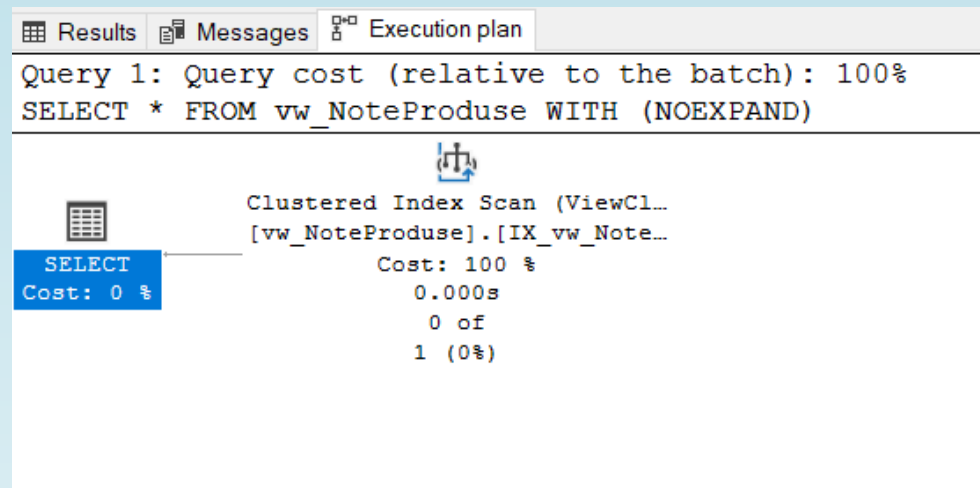 Results Messages Execution plan
Query 1: Query cost (relative to the batch): 100%
SELECT * FROM vw_NoteProduse WITH (NOEXPAND)
Clustered Index Scan (ViewCl…
[vw_NoteProduse].[IX_vw_Note…
SELECT
Cost: 0 %
Cost: 100 %
0.000s
0 of
1 (0%)